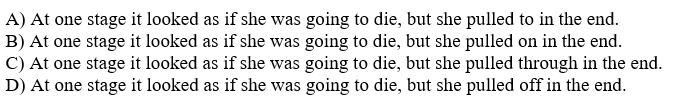 A) At one stage it looked as if she was going to die, but she pulled to in the end.
B) At one stage it looked as if she was going to die, but she pulled on in the end.
C) At one stage it looked as if she was going to die, but she pulled through in the end.
D) At one stage it looked as if she was going to die, but she pulled off in the end.